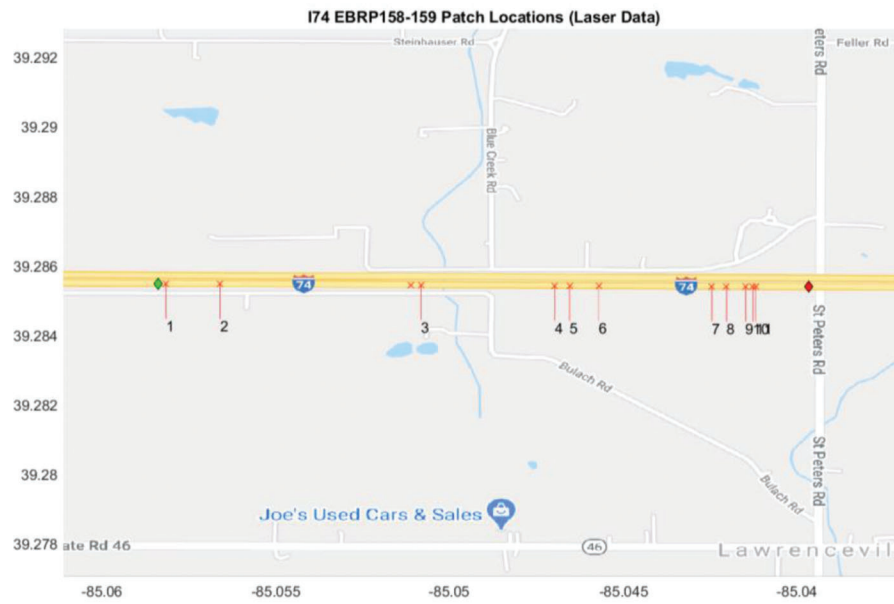 I74 EBRP158-159 Patch Locations (Laser Data)
39.292
39.29
39.288
39.286
39.284
39.282
39.28
39.278
Steinhauser Rd
eters Rd
Feller Rd
Blue Creek Rd
74
74
1
2
3
4
5
6
7
8
9
10
St Peters Rd
Bulach Rd
St Peters Rd
Bulach Rd
Joe's Used Cars & Sales
ate Rd 46
46
Lawrencevil
-85.06
-85.055
-85.05
-85.045
-85.04